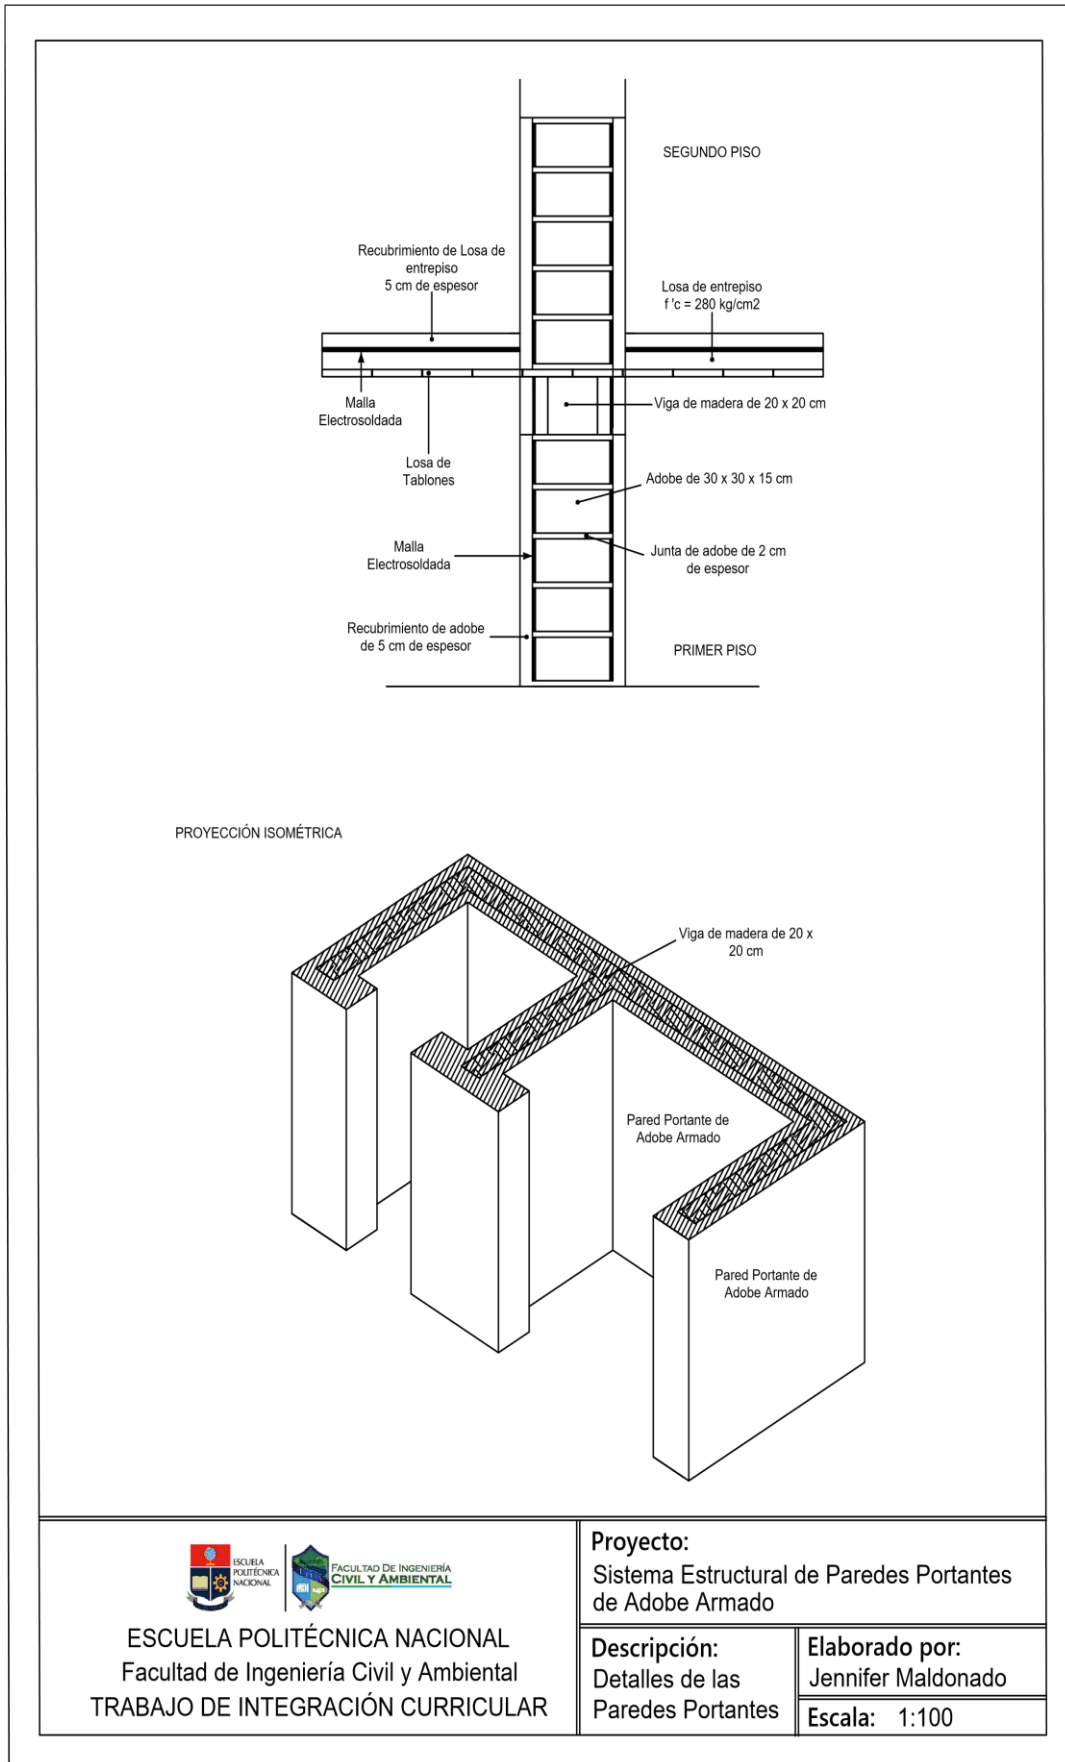 SEGUNDO PISO
Recubrimiento de Losa de
entrepiso
5 cm de espesor
Losa de entrepiso
f 'c = 280 kg/cm2
Malla
Electrosoldada
Viga de madera de 20 x 20 cm
Losa de
Tablones
Adobe de 30 x 30 x 15 cm
Malla
Electrosoldada
Junta de adobe de 2 cm
de espesor
Recubrimiento de adobe
de 5 cm de espesor
PRIMER PISO
PROYECCIÓN ISOMÉTRICA
Viga de madera de 20 x
20 cm
Pared Portante de
Adobe Armado
Pared Portante de
Adobe Armado
ESCUELA
POLITÉCNICA
NACIONAL
FACULTAD DE INGENIERÍA
CIVIL Y AMBIENTAL
ESCUELA POLITÉCNICA NACIONAL
Facultad de Ingeniería Civil y Ambiental
TRABAJO DE INTEGRACIÓN CURRICULAR
Proyecto:
Sistema Estructural de Paredes Portantes
de Adobe Armado
Descripción:
Detalles de las
Paredes Portantes
Elaborado por:
Jennifer Maldonado
Escala: 1:100